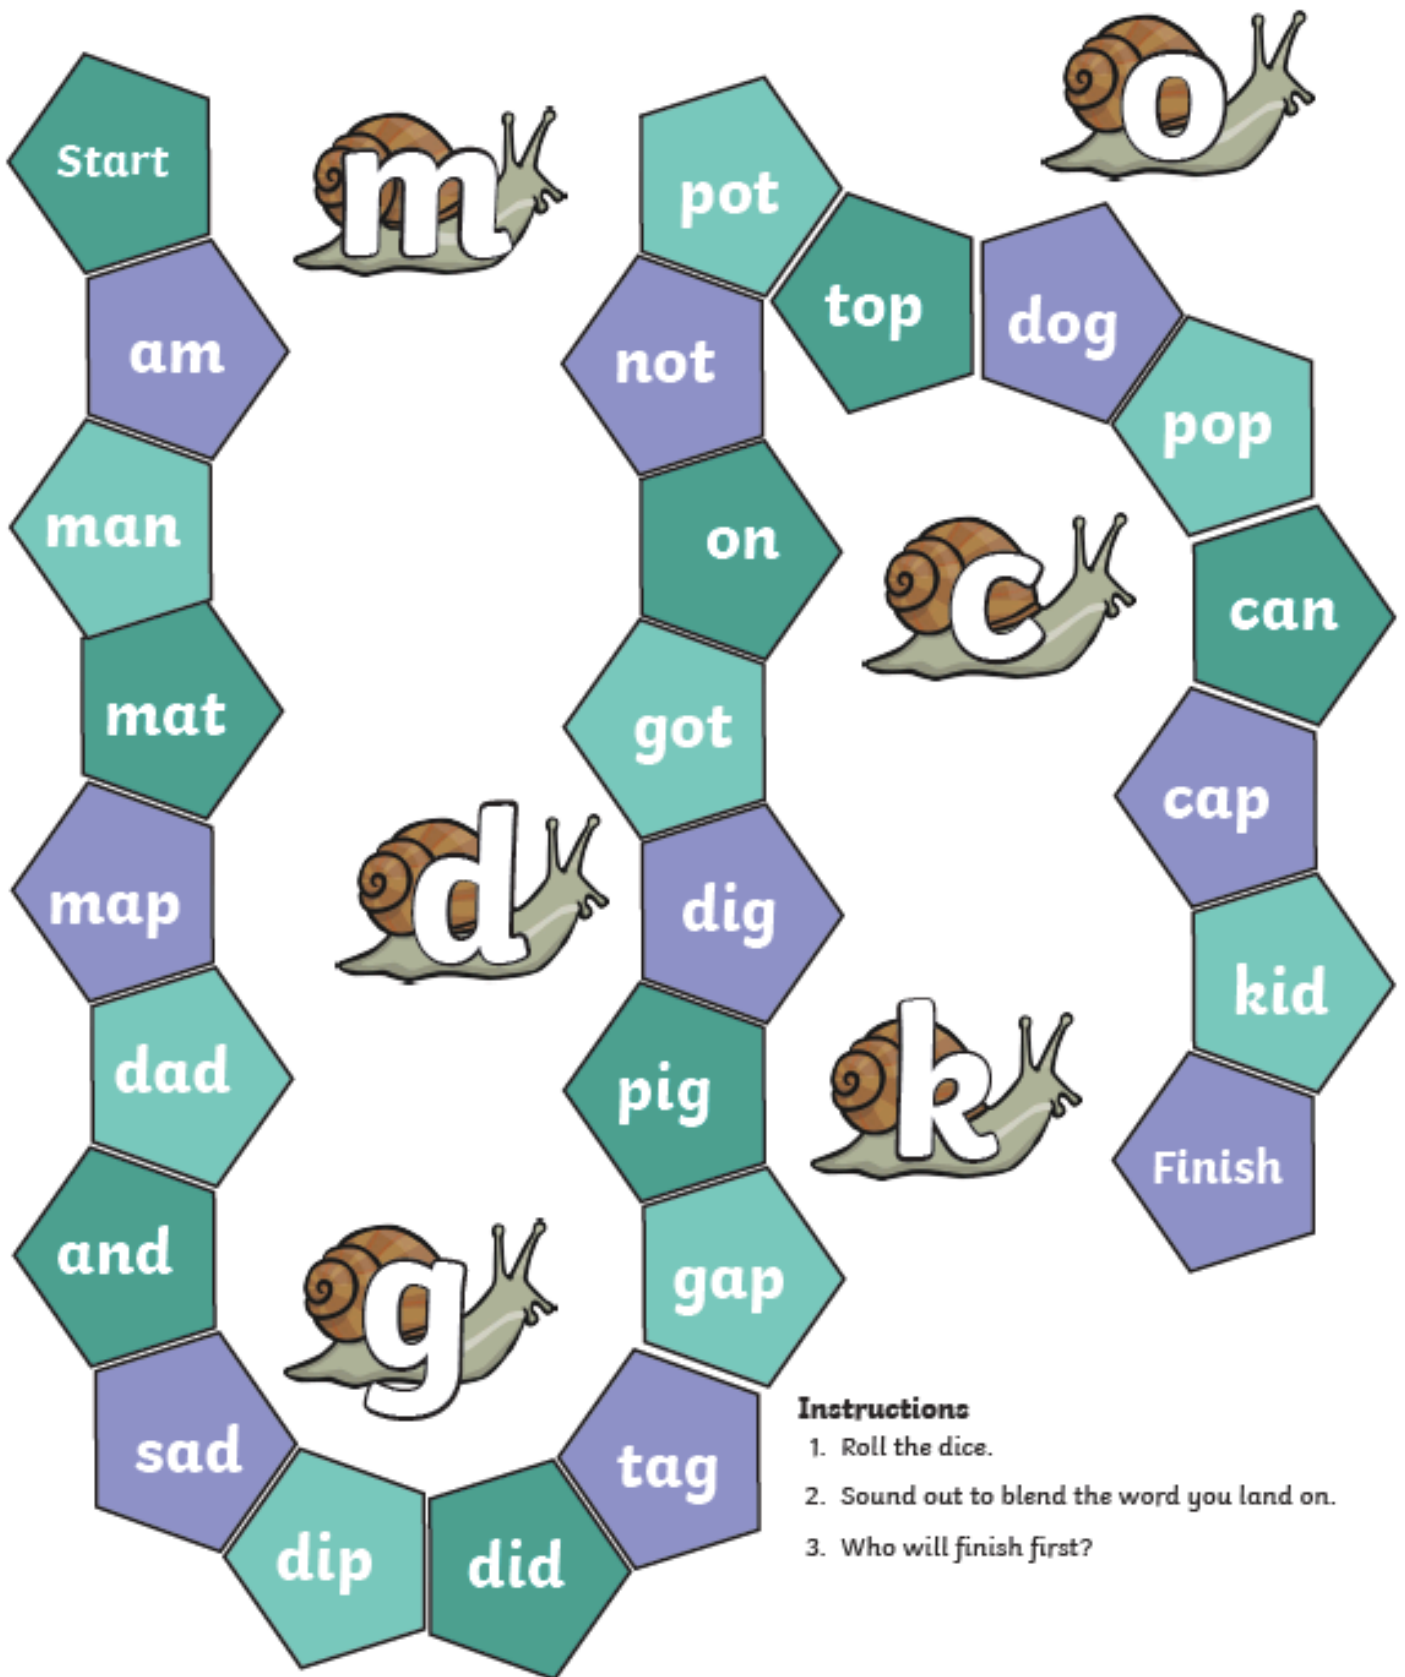 Start
am
man
mat
map
dad
and
sad
dip
did
tag
gap
pig
dig
got
on
not
pot
top
dog
pop
can
cap
kid
Finish
m
d
g
o
c
k
Instructions
1. Roll the dice.
2. Sound out to blend the word you land on.
3. Who will finish first?